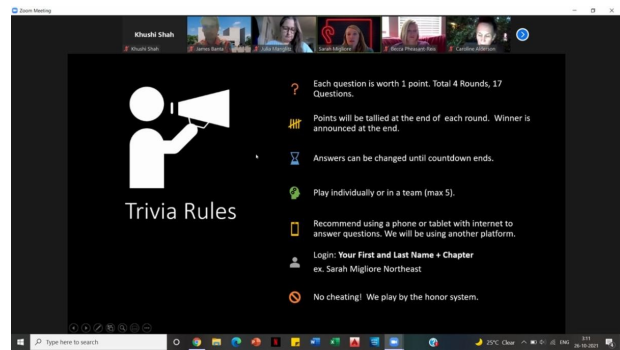 Zoom Meeting
Khushi Shah
Khushi Shah
James Banta
Julia Mangliz
Sarah Migliore
Becca Pheasant-Reis
Caroline Atterton
Each question is worth 1 point. Total 4 Rounds, 17
Questions.
Points will be tallied at the end of each round. Winner is
announced at the end.
Answers can be changed until countdown ends.
Play individually or in a team (max 5).
Trivia Rules
Recommend using a phone or tablet with internet to
answer questions. We will be using another platform.
Login: Your First and Last Name + Chapter
ex. Sarah Migliore Northeast
No cheating! We play by the honor system.
Type here to search
25°C Clear
ENG
3:11
26-10-2021